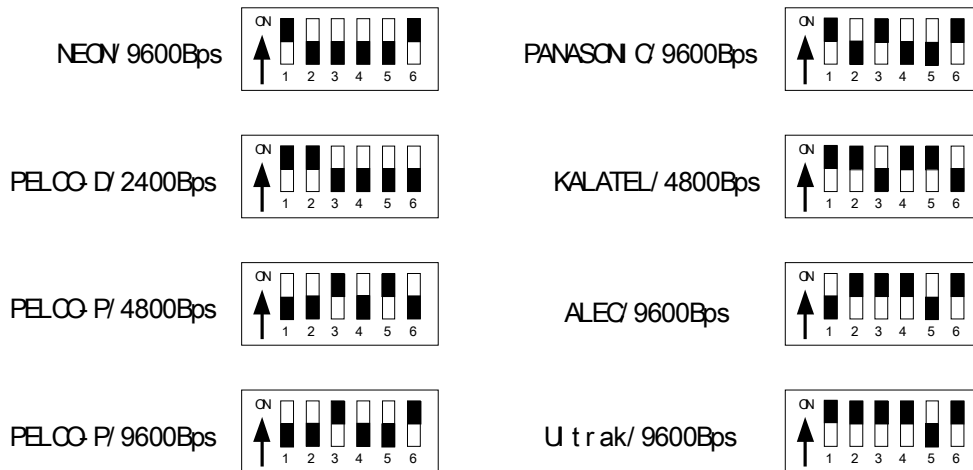 ON
NEON/ 9600Bps
1 2 3 4 5 6
ON
PANASONIC/ 9600Bps
1 2 3 4 5 6
ON
PELCO-D/ 2400Bps
1 2 3 4 5 6
ON
KALATEL/ 4800Bps
1 2 3 4 5 6
ON
PELCO-P/ 4800Bps
1 2 3 4 5 6
ON
ALEC/ 9600Bps
1 2 3 4 5 6
ON
PELCO-P/ 9600Bps
1 2 3 4 5 6
ON
Ultrak/ 9600Bps
1 2 3 4 5 6